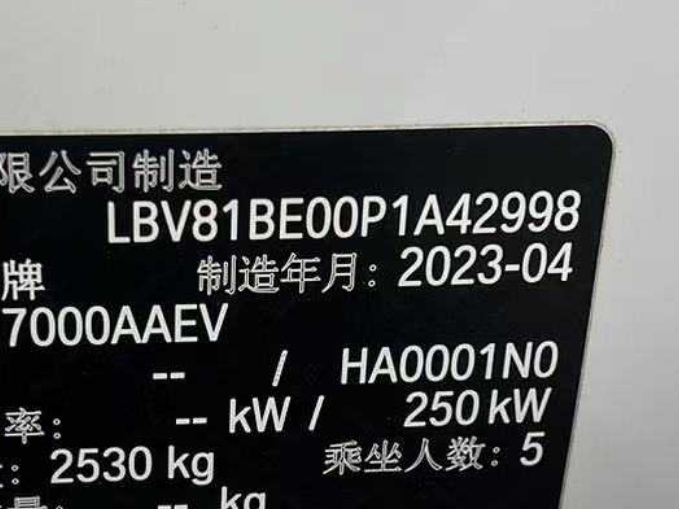 限公司制造
LBV81BE00P1A42998
牌 制造年月: 2023-04
7000AAEV
-- / HA0001N0
率: -- kW / 250 kW
: 2530 kg 乘坐人数: 5
量: -- kg